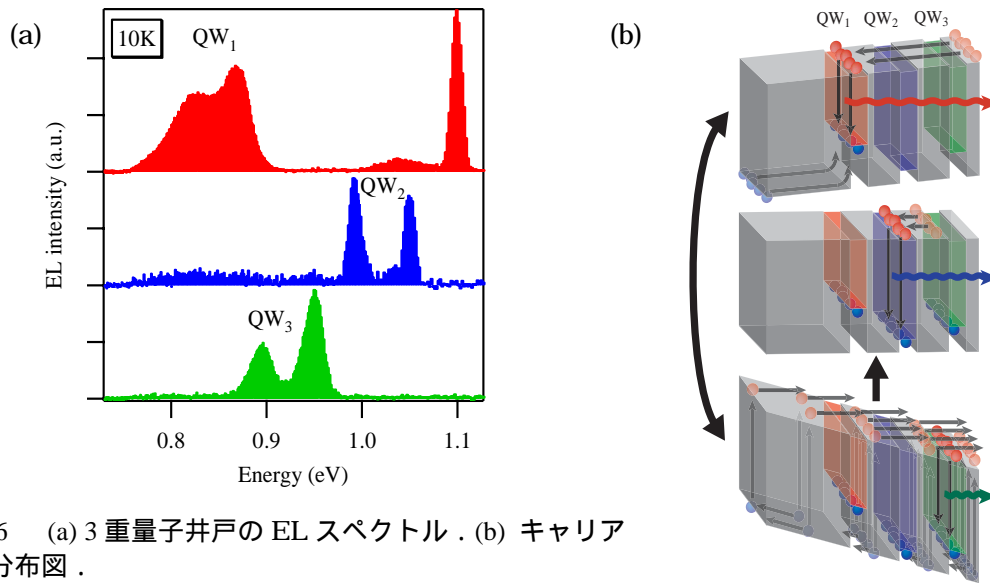 (a)
10K
QW1
QW2
QW3
EL intensity (a.u.)
0.8 0.9 1.0 1.1
Energy (eV)
(b)
QW1 QW2 QW3
6 (a) 3 重量子井戸の EL スペクトル．(b) キャリア
分布図．